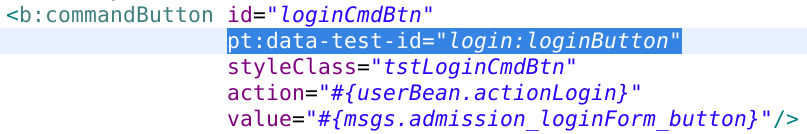 <b:commandButton id="loginCmdBtn"
pt:data-test-id="login:loginButton"
styleClass="tstLoginCmdBtn"
action="#{userBean.actionLogin}"
value="#{msgs.admission_loginForm_button}"/>